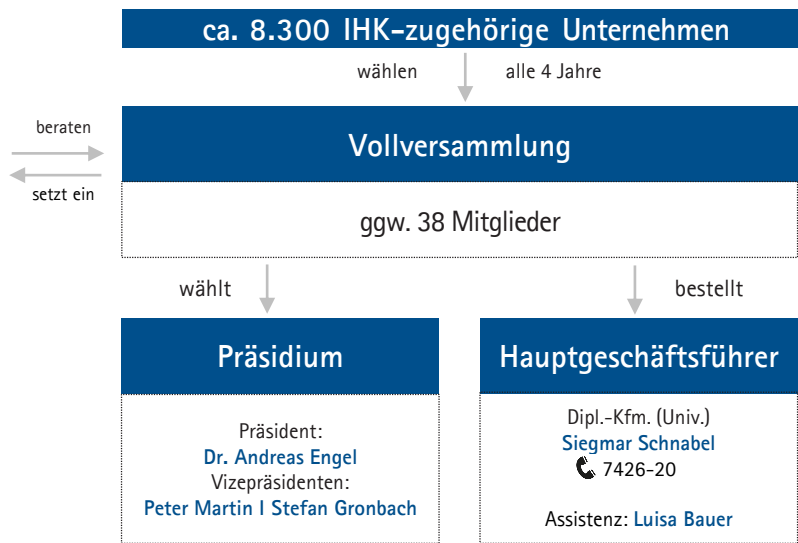 ca. 8.300 IHK-zugehörige Unternehmen
wählen alle 4 Jahre
beraten
setzt ein
Vollversammlung
ggw. 38 Mitglieder
wählt
bestellt
Präsidium
Präsident:
Dr. Andreas Engel
Vizepräsidenten:
Peter Martin I Stefan Gronbach
Hauptgeschäftsführer
Dipl.-Kfm. (Univ.)
Siegmar Schnabel
7426-20
Assistenz: Luisa Bauer